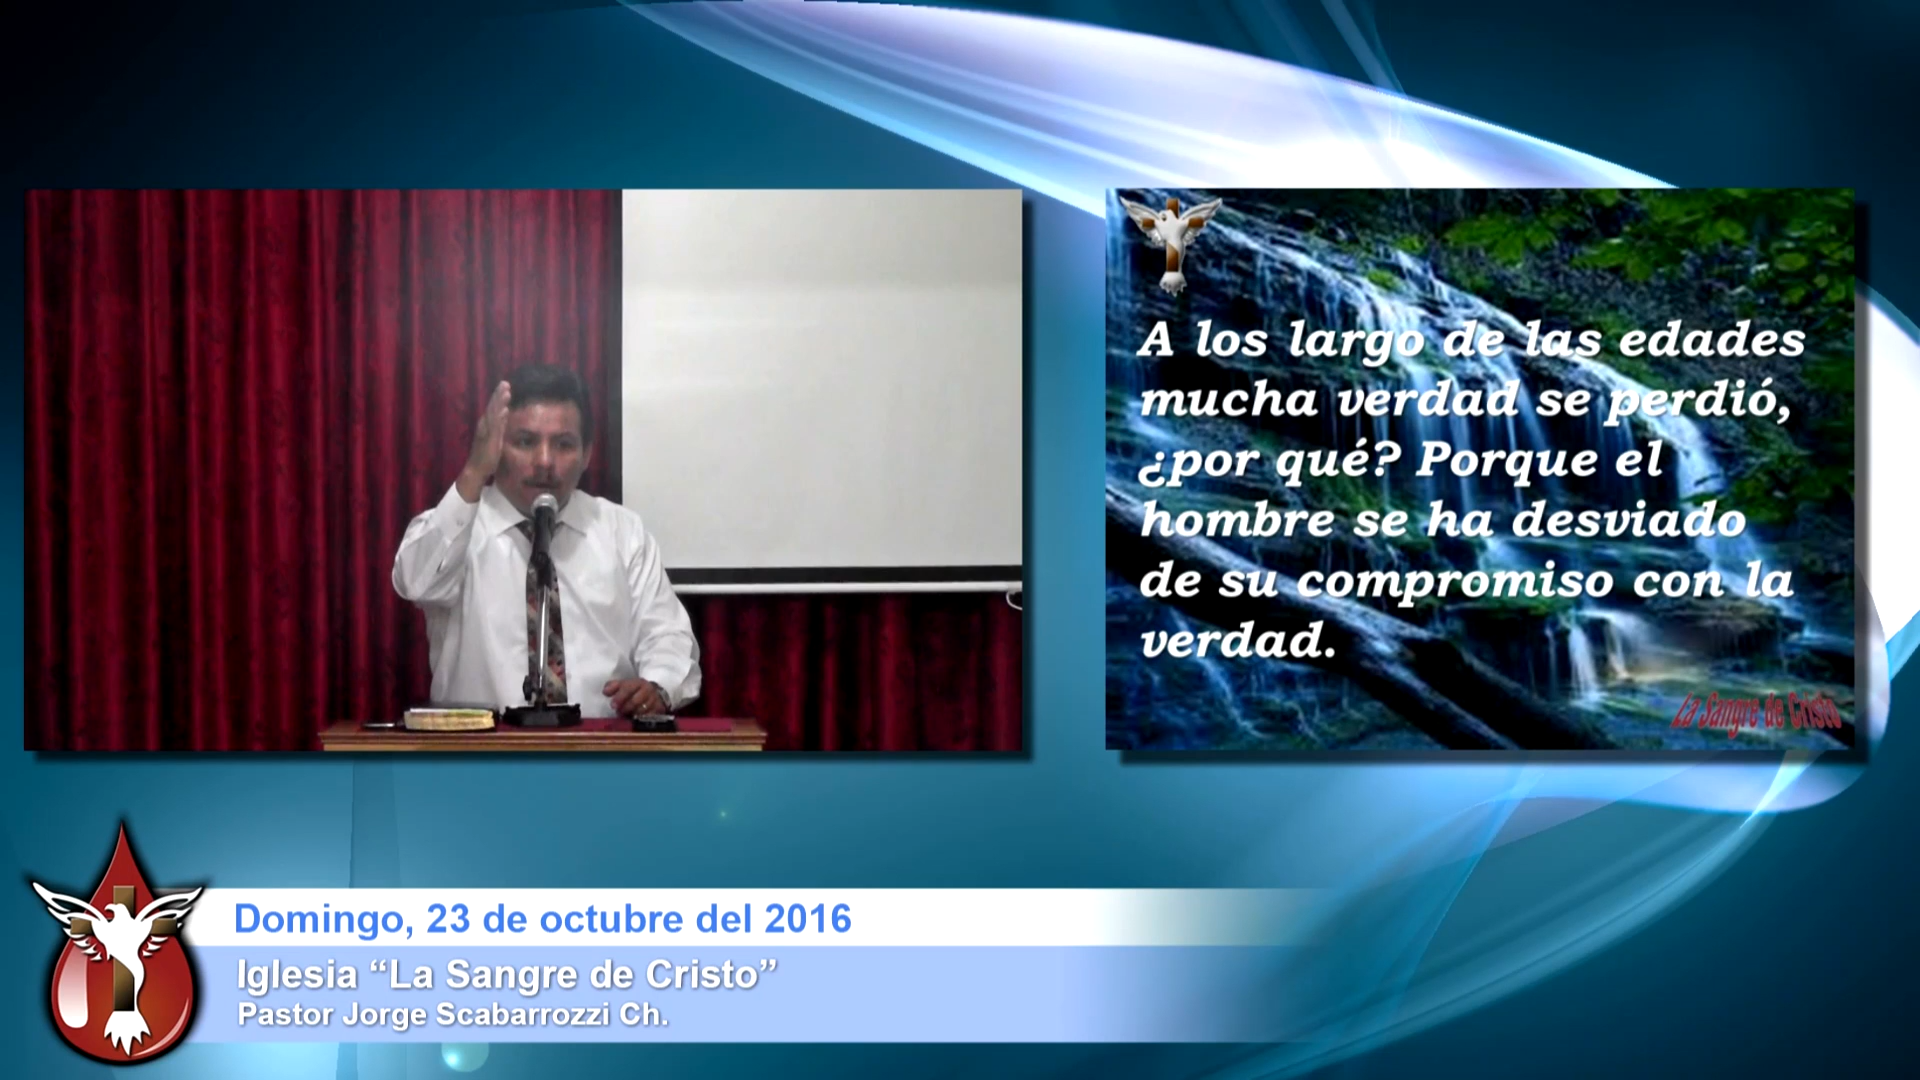 A los largo de las edades
mucha verdad se perdió,
¿por qué? Porque el
hombre se ha desviado
de su compromiso con la
verdad.
La Sangre de Cristo
Domingo, 23 de octubre del 2016
Iglesia “La Sangre de Cristo”
Pastor Jorge Scabarrozzi Ch.